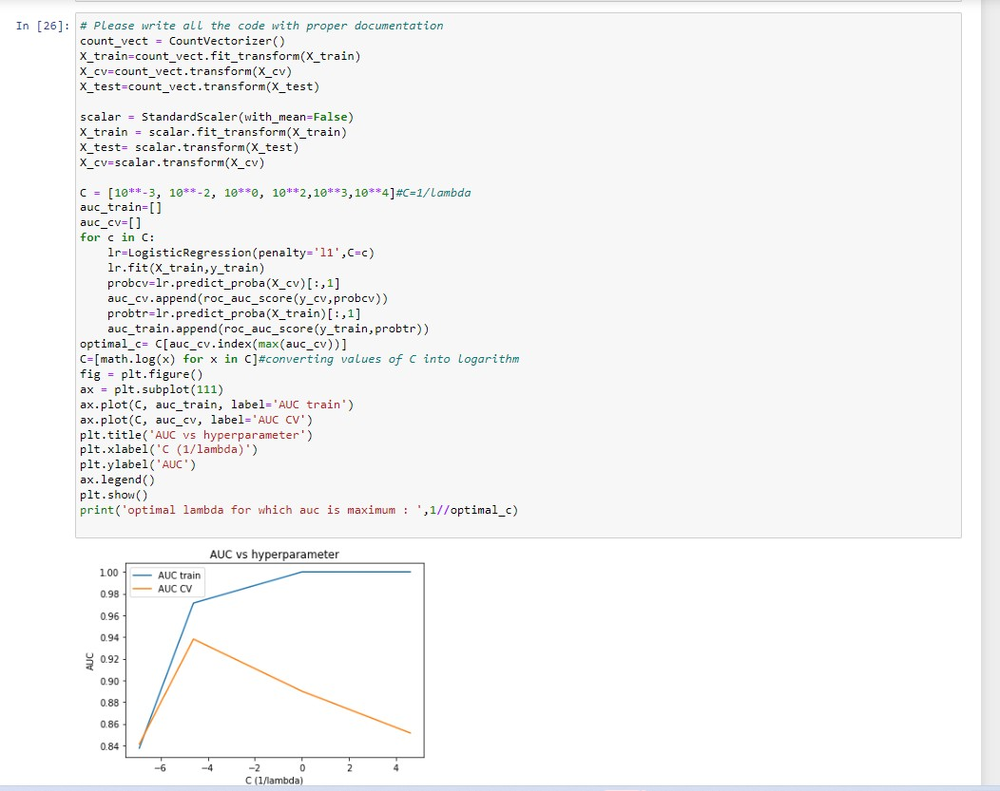 In [26]:
# Please write all the code with proper documentation
count_vect = CountVectorizer()
X_train=count_vect.fit_transform(X_train)
X_cv=count_vect.transform(X_cv)
X_test=count_vect.transform(X_test)
scalar = StandardScaler(with_mean=False)
X_train = scalar.fit_transform(X_train)
X_test= scalar.transform(X_test)
X_cv=scalar.transform(X_cv)
C = [10**-3, 10**-2, 10**0, 10**2,10**3,10**4]#C=1/lambda
auc_train=[]
auc_cv=[]
for c in C:
    lr=LogisticRegression(penalty='l1',C=c)
    lr.fit(X_train,y_train)
    probcv=lr.predict_proba(X_cv)[:,1]
    auc_cv.append(roc_auc_score(y_cv,probcv))
    probtr=lr.predict_proba(X_train)[:,1]
    auc_train.append(roc_auc_score(y_train,probtr))
optimal_c= C[auc_cv.index(max(auc_cv))]
C=[math.log(x) for x in C]#converting values of C into logarithm
fig = plt.figure()
ax = plt.subplot(111)
ax.plot(C, auc_train, label='AUC train')
ax.plot(C, auc_cv, label='AUC CV')
plt.title('AUC vs hyperparameter')
plt.xlabel('C (1/lambda)')
plt.ylabel('AUC')
ax.legend()
plt.show()
print('optimal lambda for which auc is maximum : ',1//optimal_c)
AUC vs hyperparameter
AUC train
AUC CV
1.00
0.98
0.96
0.94
0.92
0.90
0.88
0.86
0.84
AUC
−6 −4 −2 0 2 4
C (1/lambda)